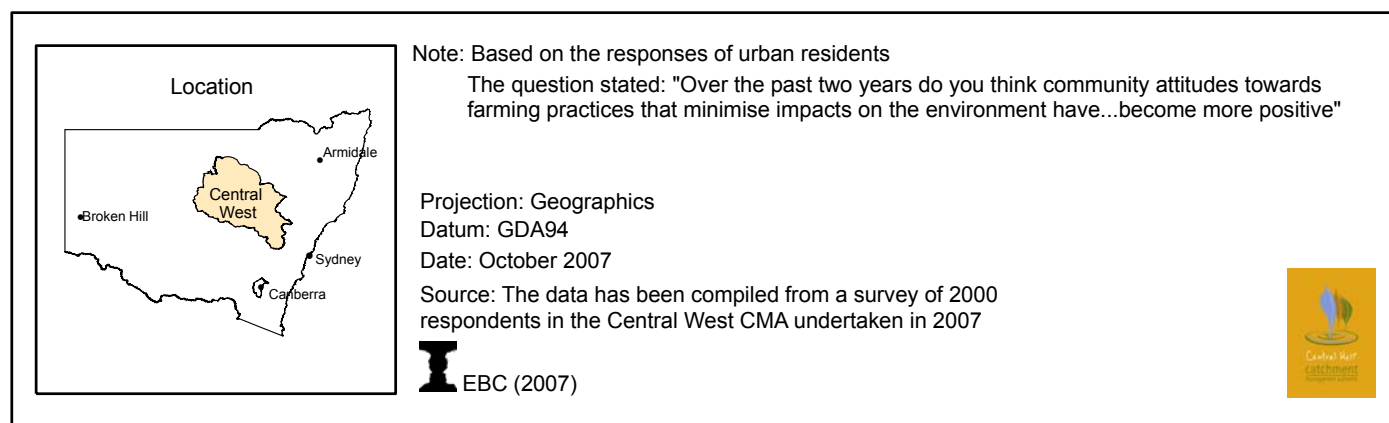 Location
Armidale
Central
West
Broken Hill
Sydney
Canberra
Note: Based on the responses of urban residents
The question stated: "Over the past two years do you think community attitudes towards
farming practices that minimise impacts on the environment have...become more positive"
Projection: Geographics
Datum: GDA94
Date: October 2007
Source: The data has been compiled from a survey of 2000
respondents in the Central West CMA undertaken in 2007
EBC (2007)
Central West
catchment